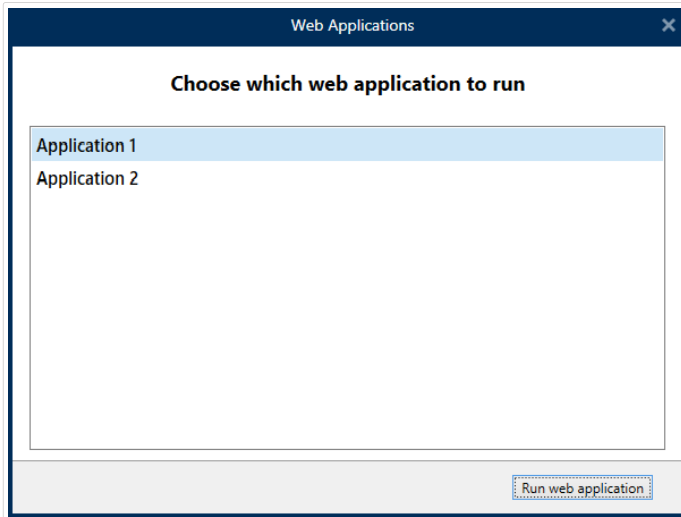 Web Applications
Choose which web application to run
Application 1
Application 2
Run web application